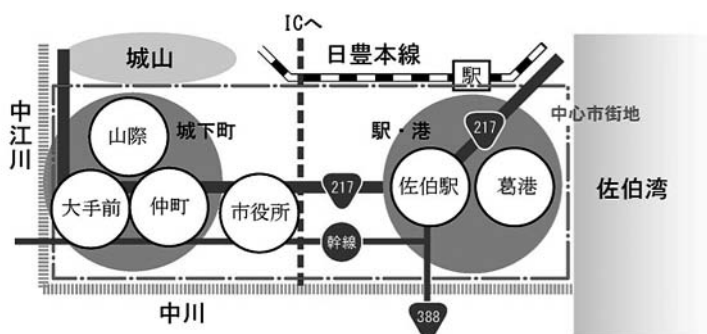 ICへ
城山
日豊本線
駅
中江川
山際
城下町
駅・港
217
中心市街地
大手前
仲町
市役所
217
佐伯駅
葛港
佐伯湾
幹線
中川
388